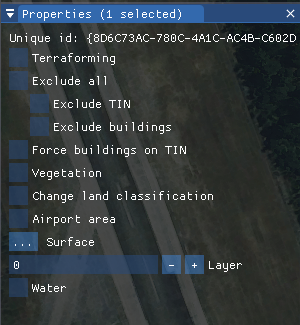 Properties (1 selected)
Unique id: {8D6C73AC-780C-4A1C-AC4B-C602D
Terraforming
Exclude all
Exclude TIN
Exclude buildings
Force buildings on TIN
Vegetation
Change land classification
Airport area
... Surface
0 - + Layer
Water